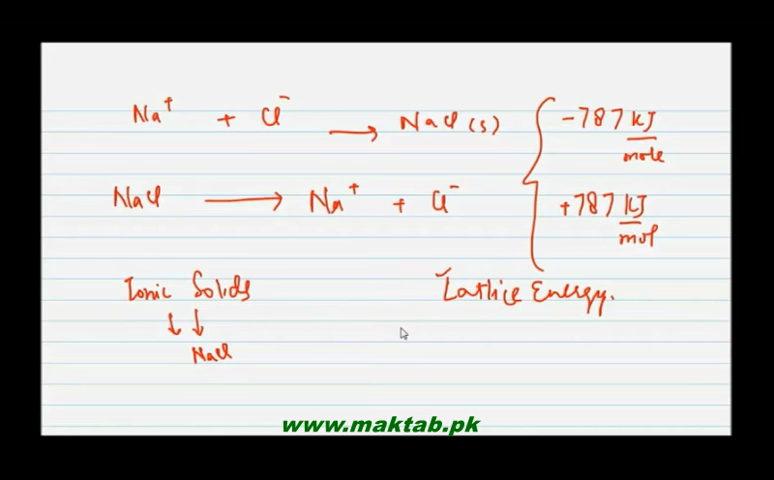 Na⁺ + Cl⁻ → NaCl (s) -787 kJ/mole
NaCl → Na⁺ + Cl⁻ +787 kJ/mol
Ionic Solids Lattice Energy.
↓ ↓
NaCl
www.maktab.pk